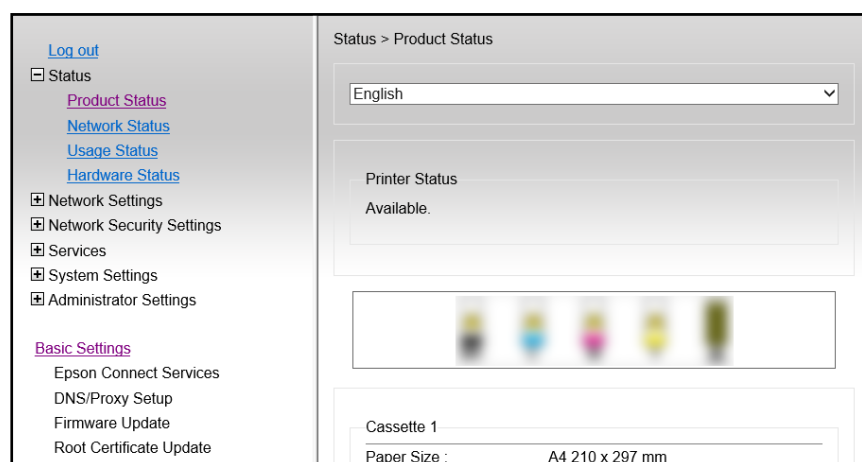 Log out
Status
Product Status
Network Status
Usage Status
Hardware Status
Network Settings
Network Security Settings
Services
System Settings
Administrator Settings
Basic Settings
Epson Connect Services
DNS/Proxy Setup
Firmware Update
Root Certificate Update
Status > Product Status
English
Printer Status
Available.
Cassette 1
Paper Size : A4 210 x 297 mm